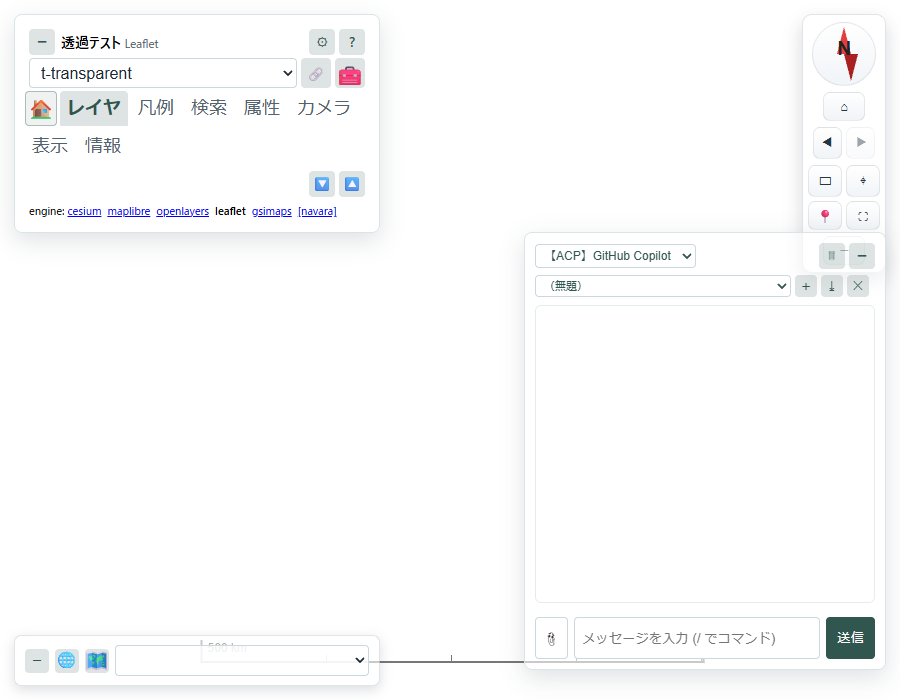 透過テスト Leaflet
?
t-transparent
レイヤ 凡例 検索 属性 カメラ
表示 情報
engine: cesium maplibre openlayers leaflet gsimaps [navara]
N
【ACP】GitHub Copilot
（無題）
メッセージを入力 (/ でコマンド)
送信
500 km